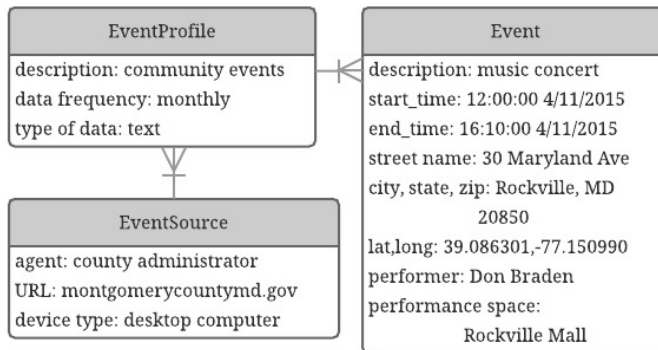 EventProfile
description: community events
data frequency: monthly
type of data: text
EventSource
agent: county administrator
URL: montgomerycountymd.gov
device type: desktop computer
Event
description: music concert
start_time: 12:00:00 4/11/2015
end_time: 16:10:00 4/11/2015
street name: 30 Maryland Ave
city, state, zip: Rockville, MD
20850
lat,long: 39.086301,-77.150990
performer: Don Braden
performance space:
Rockville Mall